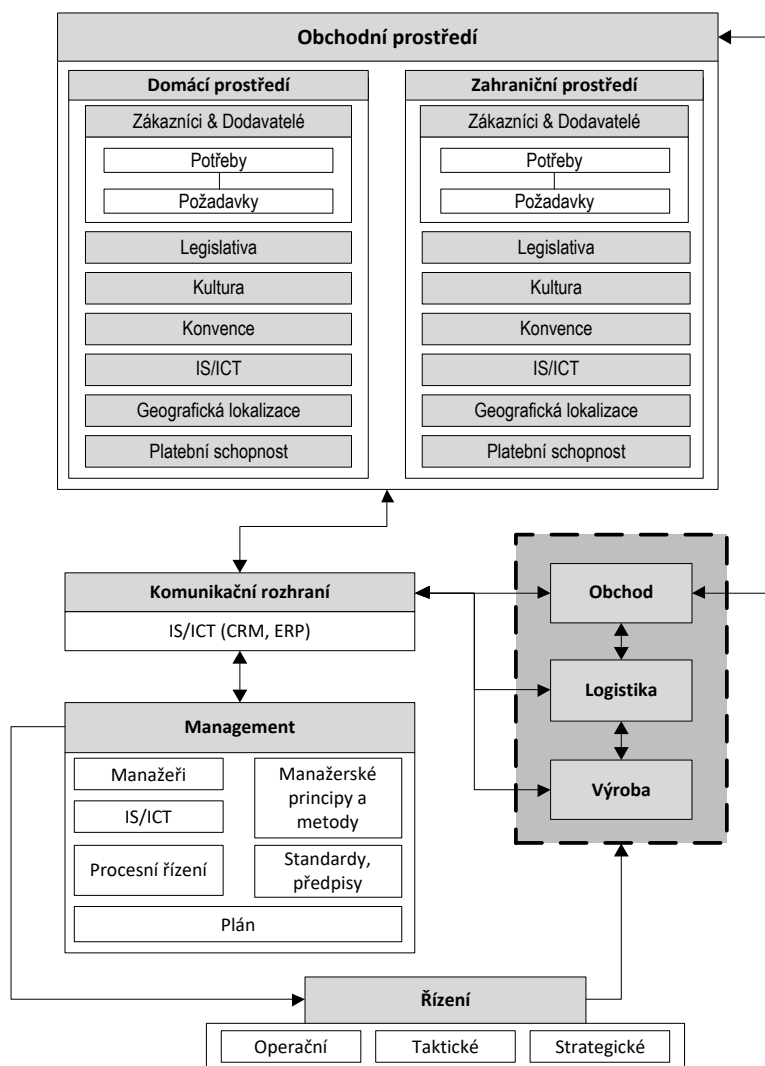 Obchodní prostředí
Domácí prostředí
Zákazníci & Dodavatelé
Potřeby
Požadavky
Legislativa
Kultura
Konvence
IS/ICT
Geografická lokalizace
Platební schopnost
Zahraniční prostředí
Zákazníci & Dodavatelé
Potřeby
Požadavky
Legislativa
Kultura
Konvence
IS/ICT
Geografická lokalizace
Platební schopnost
Komunikační rozhraní
IS/ICT (CRM, ERP)
Obchod
Logistika
Výroba
Management
Manažeři
IS/ICT
Procesní řízení
Manažerské
principy a
metody
Standardy,
předpisy
Plán
Řízení
Operační
Taktické
Strategické